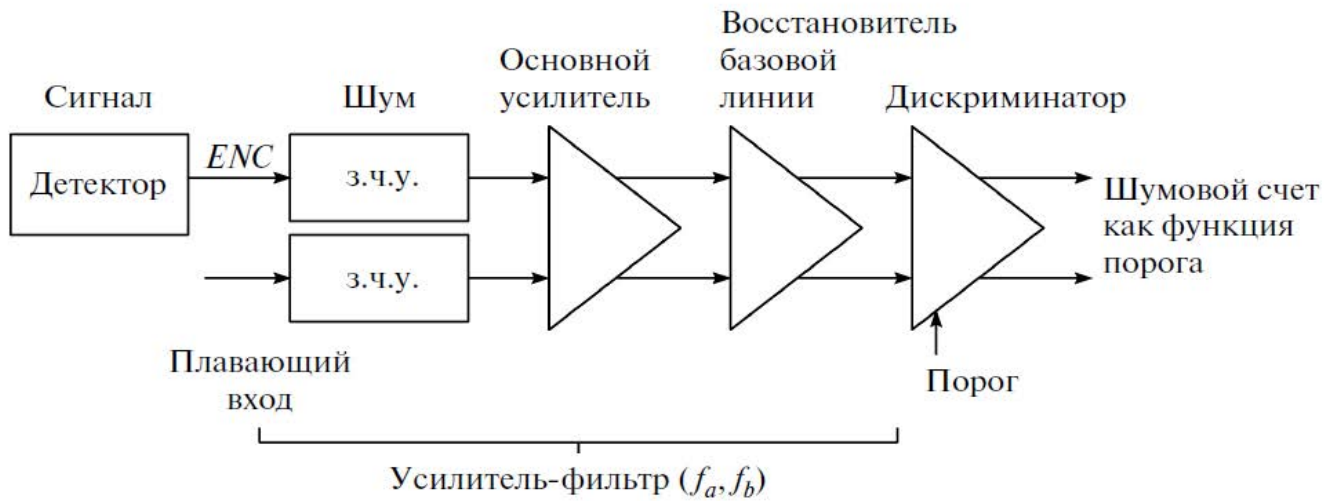 Сигнал
Шум
Основной
усилитель
Восстановитель
базовой
линии
Дискриминатор
Детектор
ENC
з.ч.у.
з.ч.у.
Шумовой счет
как функция
порога
Плавающий
вход
Порог
Усилитель-фильтр (fa, fb)